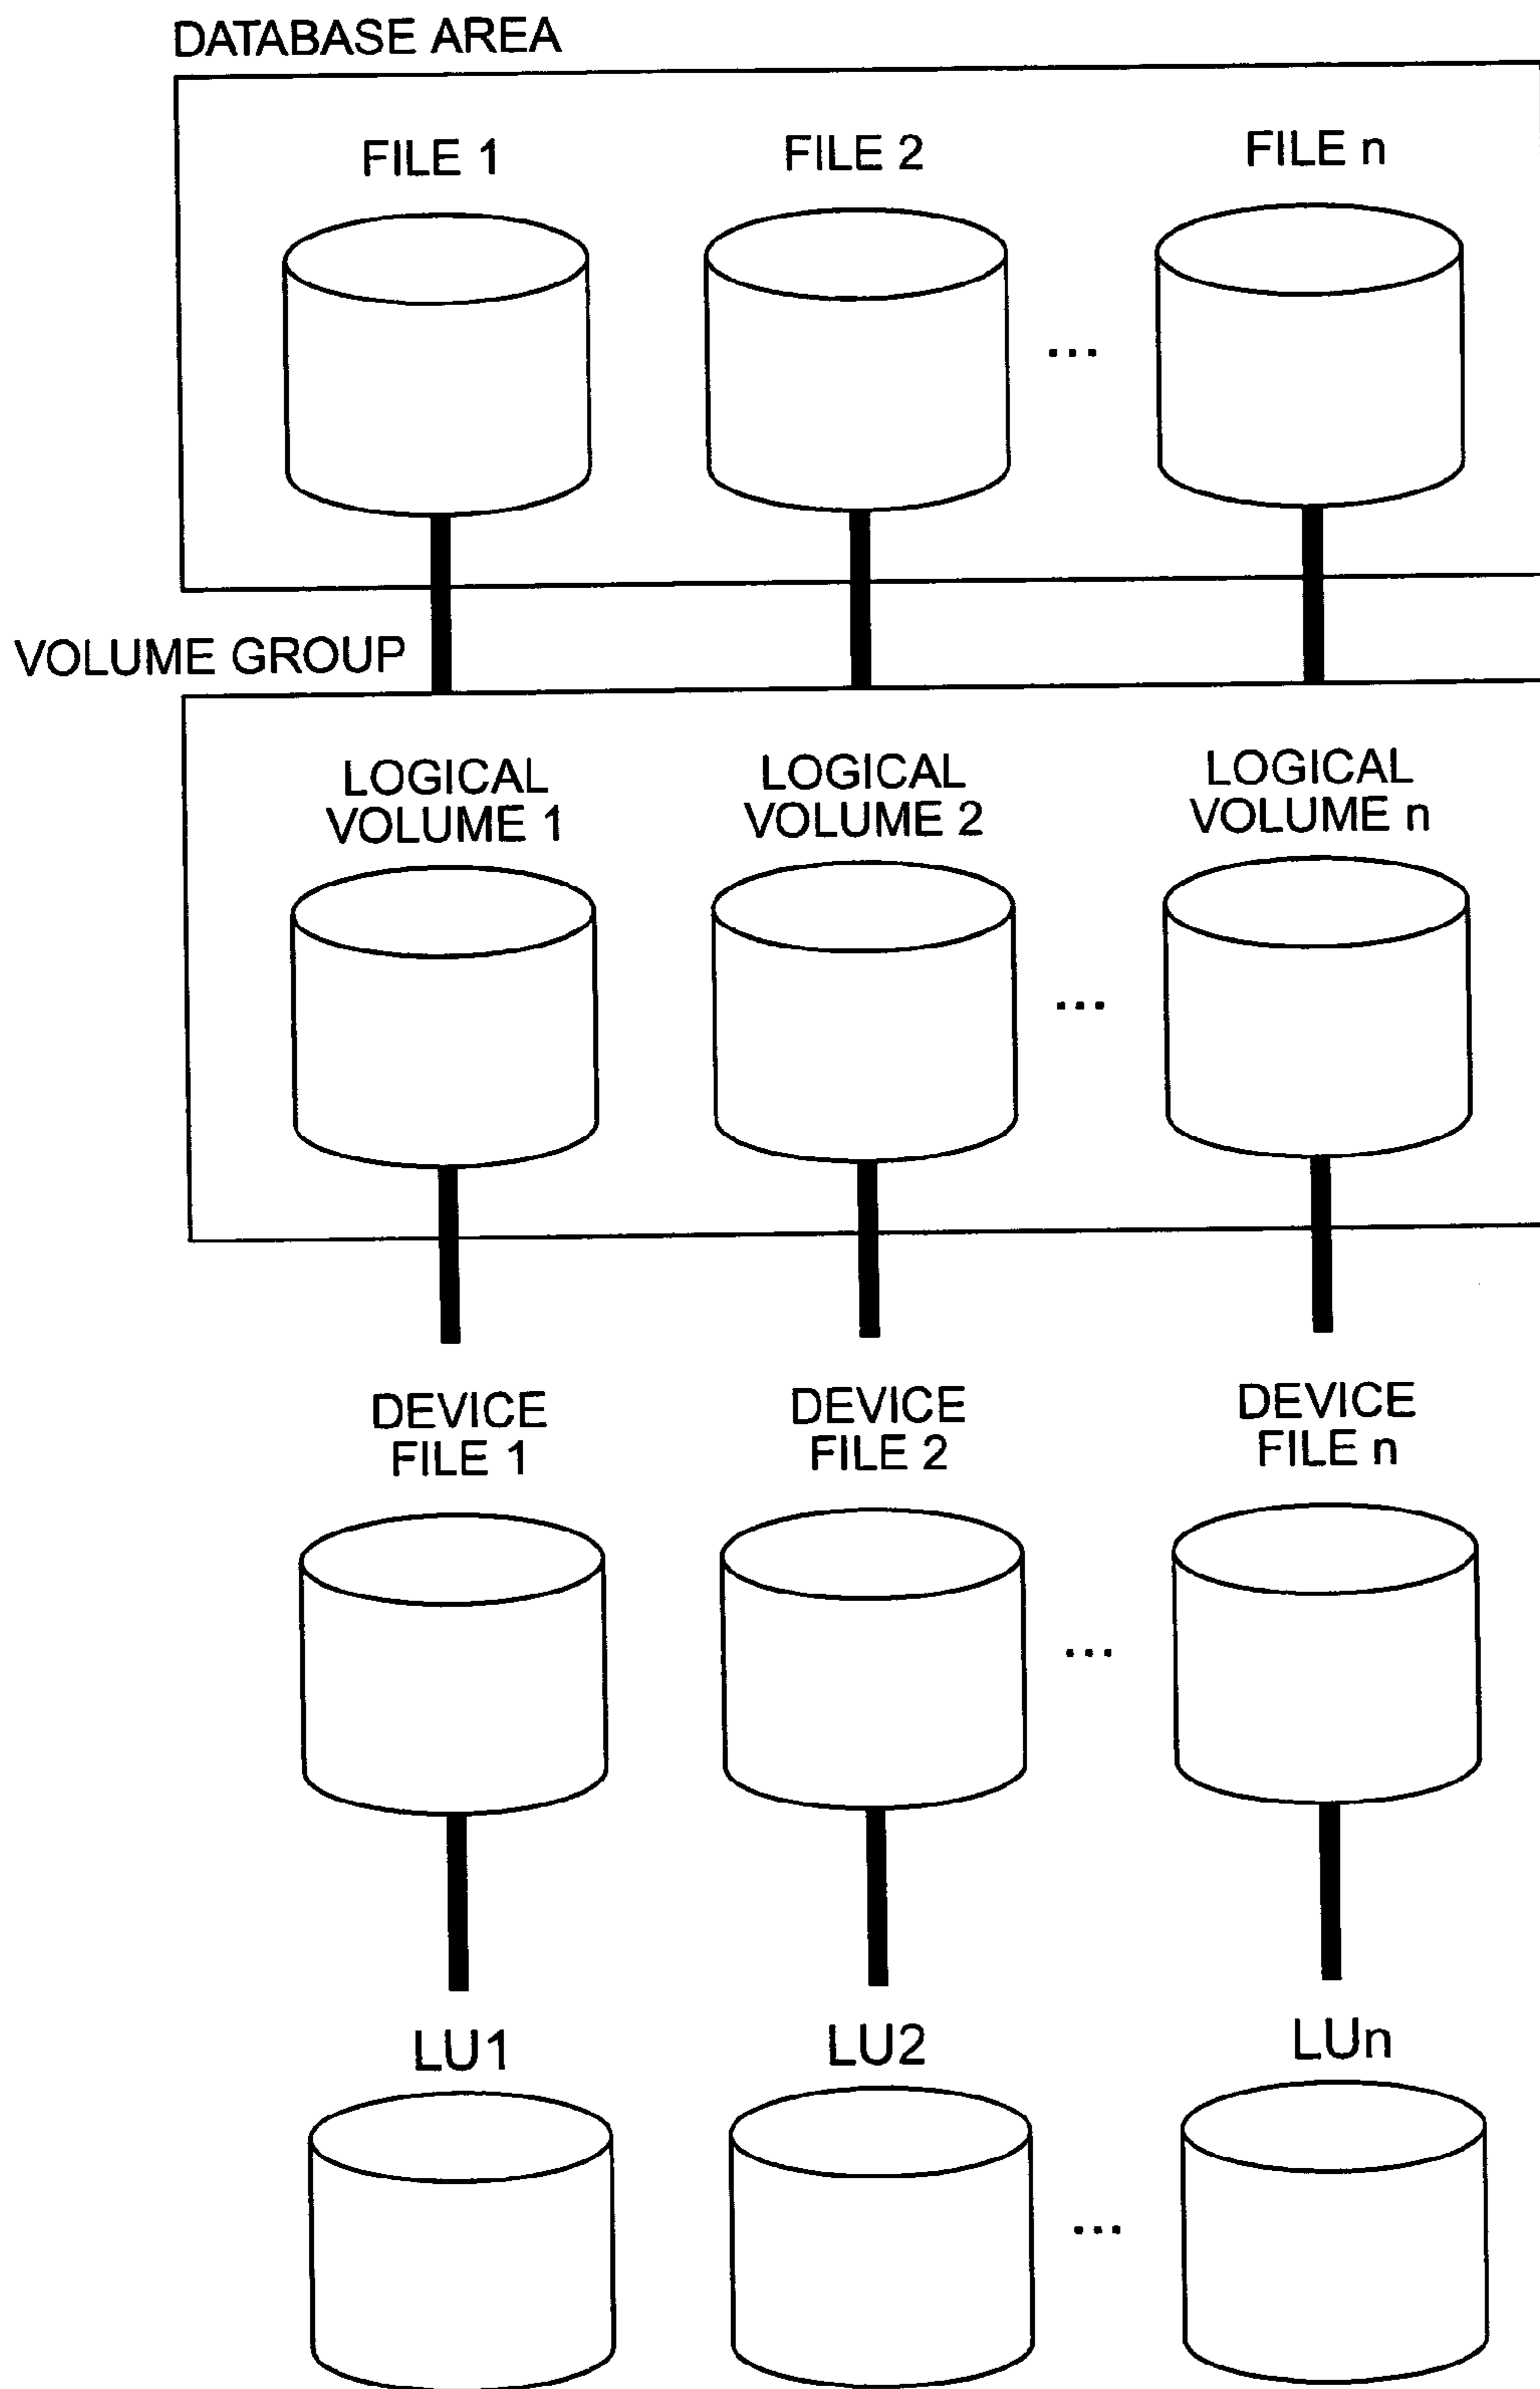 DATABASE AREA
FILE 1
FILE 2
FILE n
...
VOLUME GROUP
LOGICAL
VOLUME 1
LOGICAL
VOLUME 2
LOGICAL
VOLUME n
...
DEVICE
FILE 1
DEVICE
FILE 2
DEVICE
FILE n
...
LU1
LU2
LUn
...